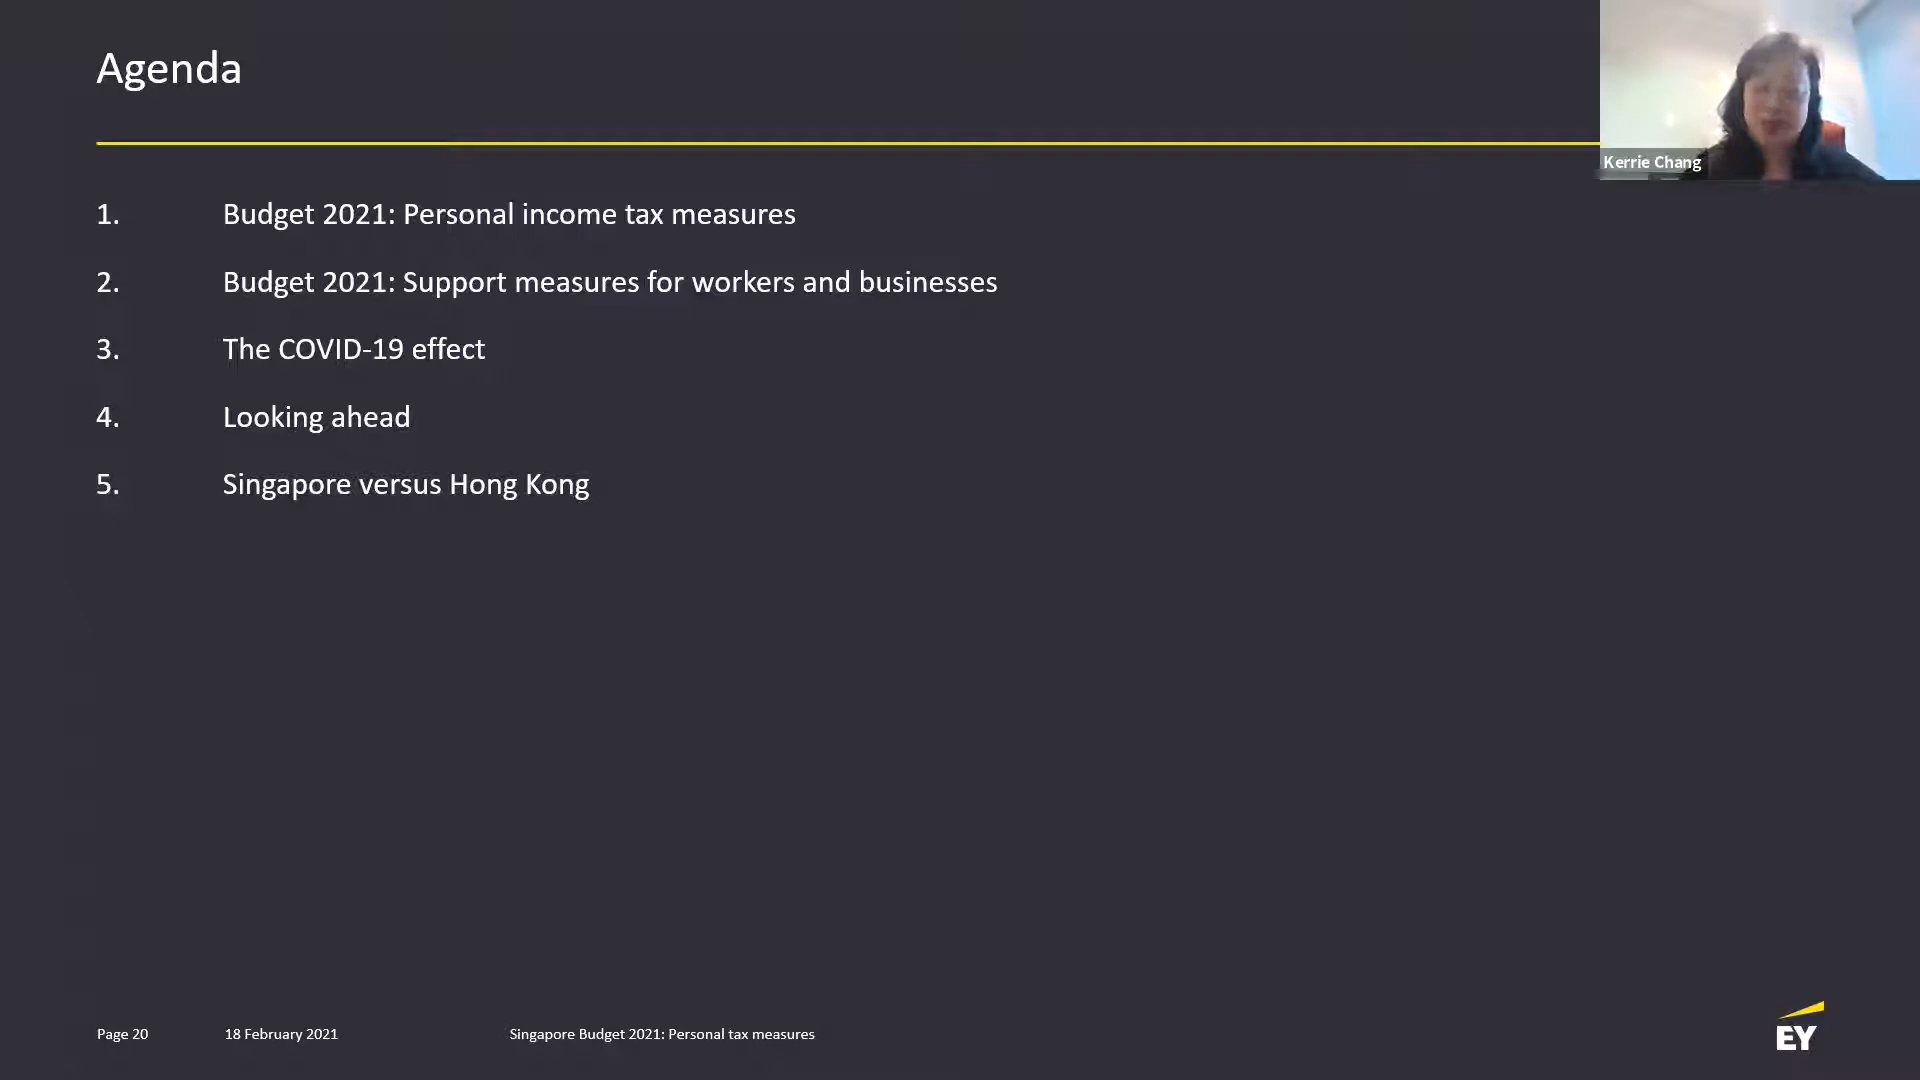 Agenda
Kerrie Chang
1. Budget 2021: Personal income tax measures
2. Budget 2021: Support measures for workers and businesses
3. The COVID-19 effect
4. Looking ahead
5. Singapore versus Hong Kong
Page 20 18 February 2021 Singapore Budget 2021: Personal tax measures
EY